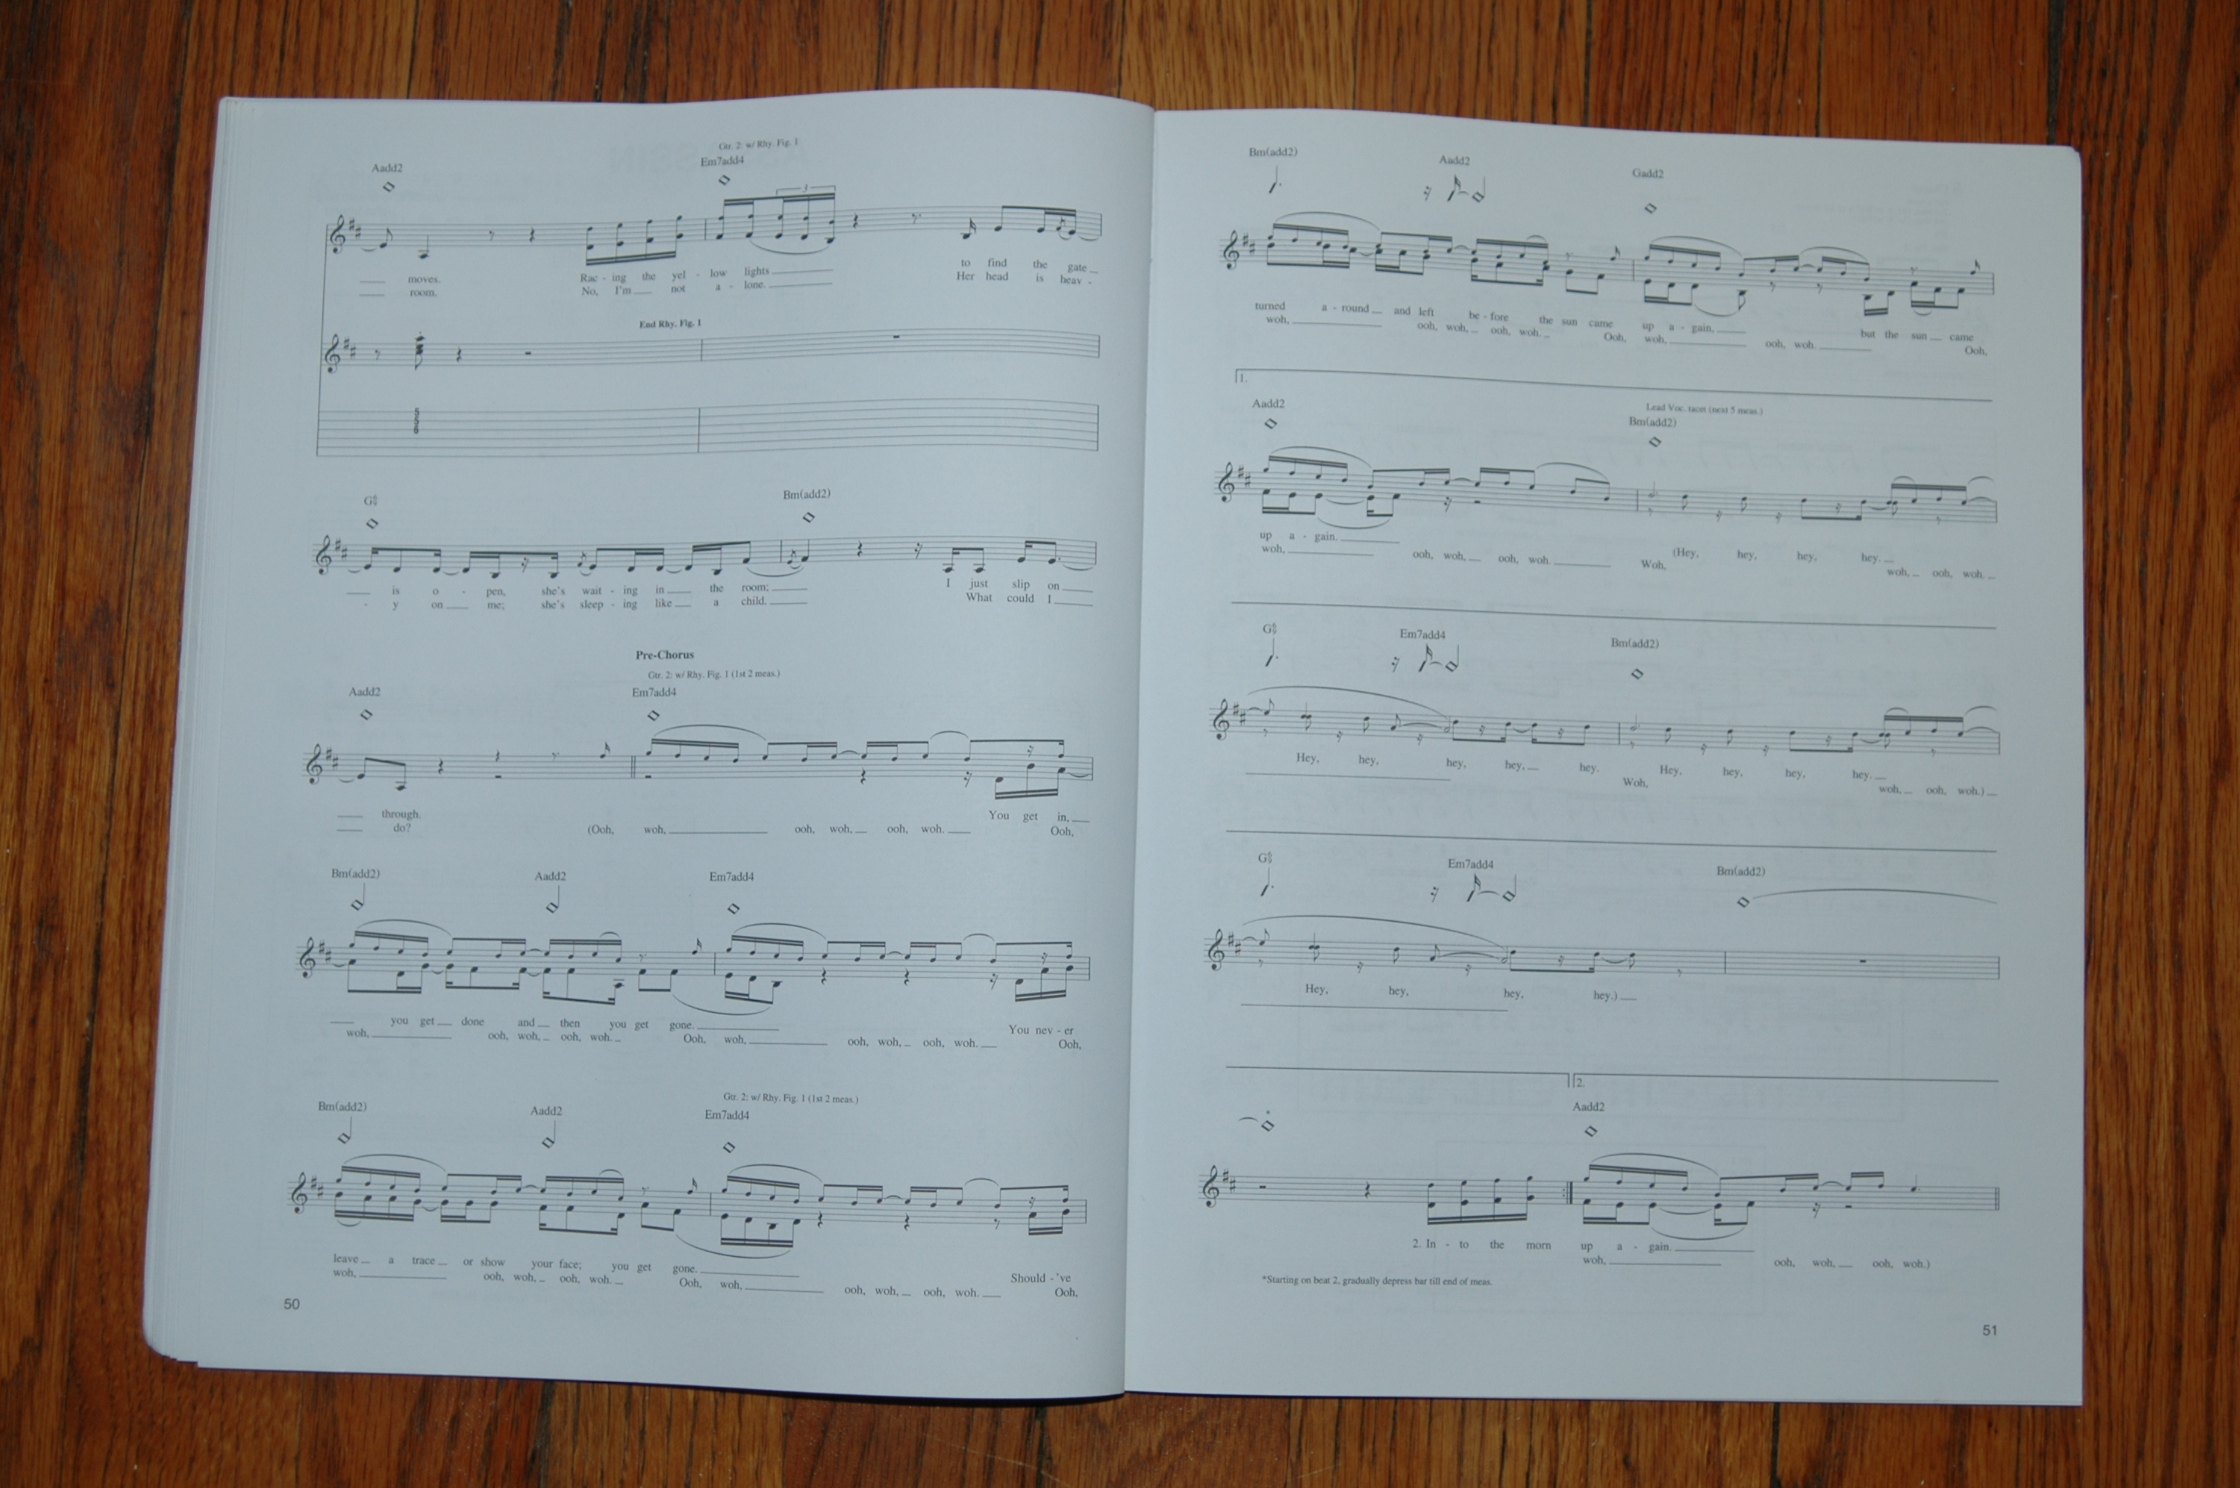 Gtr. 2: w/ Rhy. Fig. 1
Aadd2 Em7add4
3
moves. Rac - ing the yel - low lights to find the gate
room. No, I'm not a - lone. Her head is heav -
End Rhy. Fig. 1
Bm(add2)
is o - pen, she's wait - ing in the room; I just slip on
- y on me; she's sleep - ing like a child. What could I
Pre-Chorus
Gtr. 2: w/ Rhy. Fig. 1 (1st 2 meas.)
Aadd2 Em7add4
through. You get in,
do? (Ooh, woh, ooh, woh, ooh, woh. Ooh,
Bm(add2) Aadd2 Em7add4
you get done and then you get gone. You nev - er
woh, ooh, woh, ooh, woh. Ooh, woh, ooh, woh, ooh, woh. Ooh,
Gtr. 2: w/ Rhy. Fig. 1 (1st 2 meas.)
Bm(add2) Aadd2 Em7add4
leave a trace or show your face; you get gone. Should - 've
woh, ooh, woh, ooh, woh. Ooh, woh, ooh, woh, ooh, woh. Ooh,
50
Bm(add2) Aadd2 Gadd2
turned a - round and left be - fore the sun came up a - gain, but the sun came
woh, ooh, woh, ooh, woh. Ooh, woh, ooh, woh. Ooh,
1.
Aadd2 Lead Voc. tacet (next 5 meas.)
Bm(add2)
up a - gain. (Hey, hey, hey, hey.
woh, ooh, woh, ooh, woh. Woh, woh, ooh, woh.
Em7add4 Bm(add2)
Hey, hey, hey, hey, hey. Hey, hey, hey, hey.
Woh, woh, ooh, woh.)
Em7add4 Bm(add2)
Hey, hey, hey, hey.)
2.
Aadd2
2. In - to the morn up a - gain.
woh, ooh, woh, ooh, woh.)
*Starting on beat 2, gradually depress bar till end of meas.
51